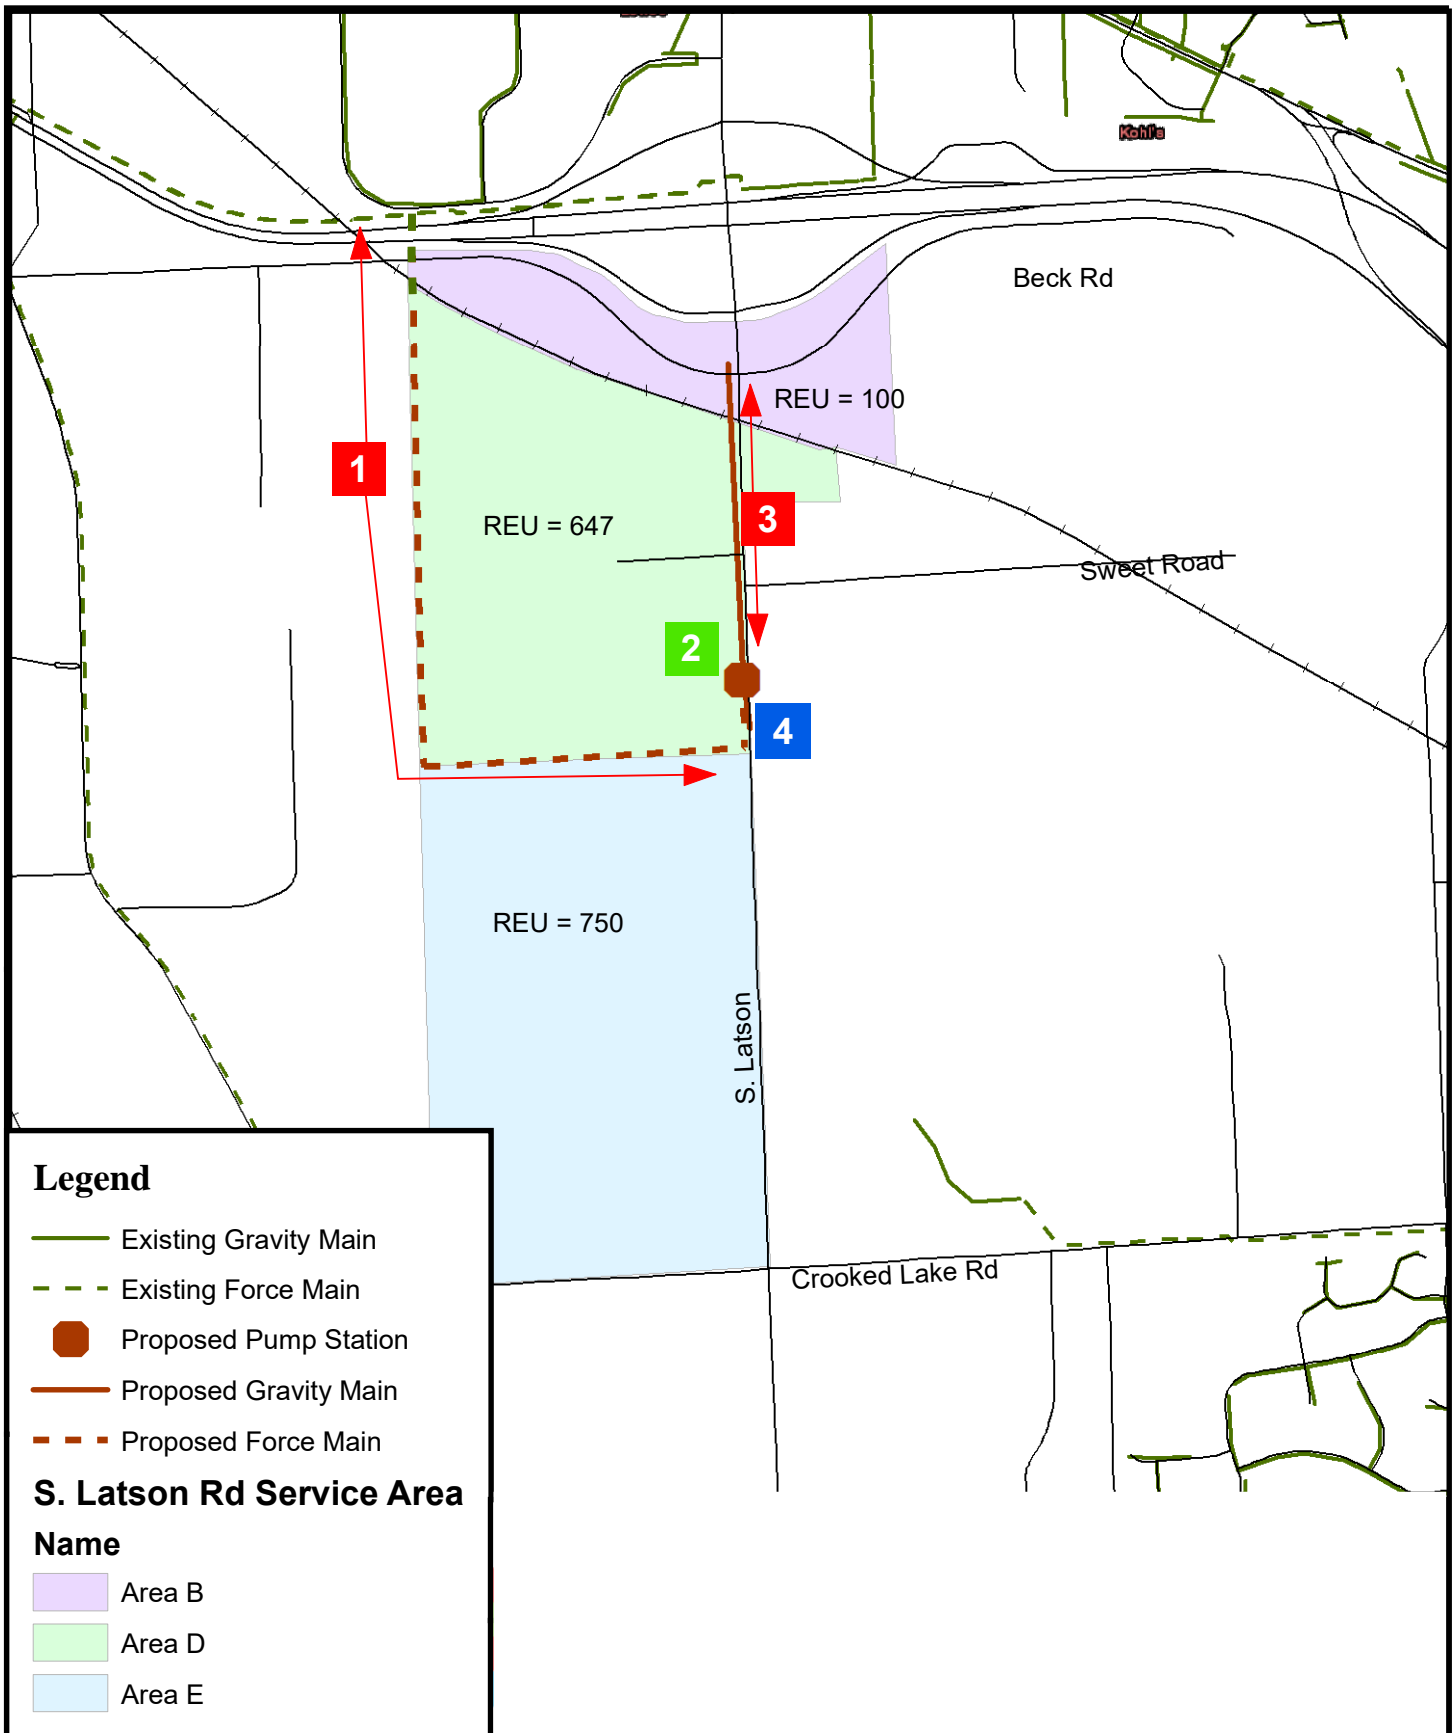 Kohl's
Beck Rd
REU = 100
1
3
REU = 647
Sweet Road
2
4
REU = 750
S. Latson
Crooked Lake Rd
Legend
Existing Gravity Main
Existing Force Main
Proposed Pump Station
Proposed Gravity Main
Proposed Force Main
S. Latson Rd Service Area
Name
Area B
Area D
Area E